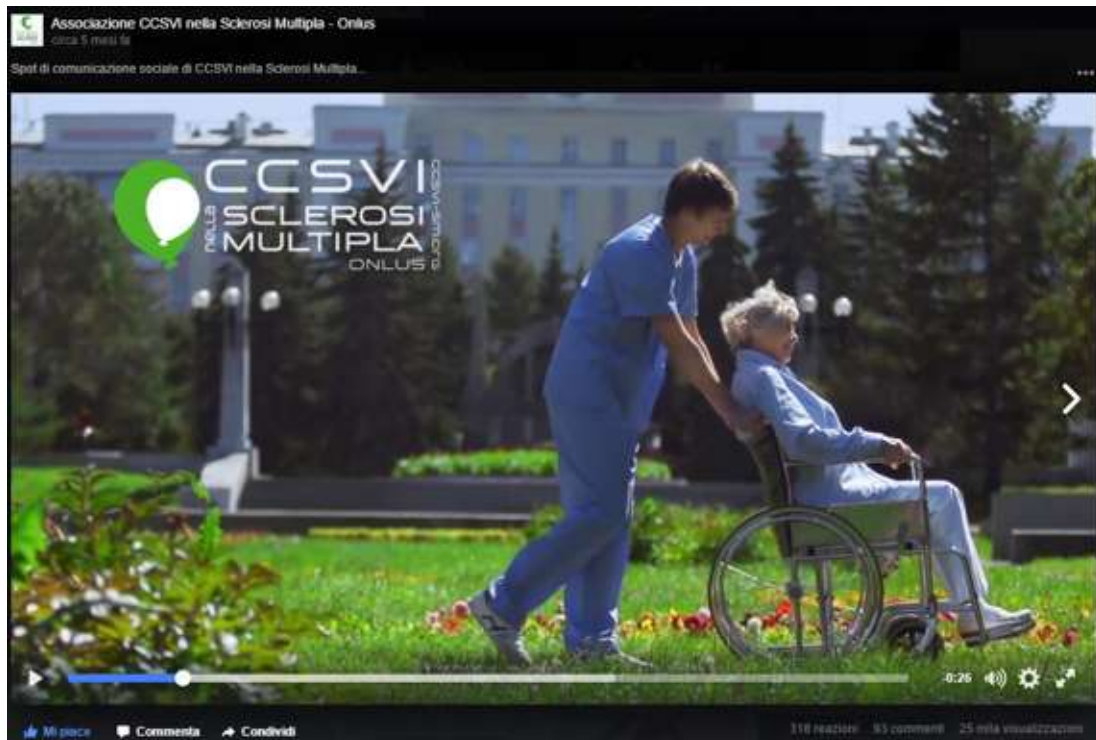 Associazione CCSVI nella Sclerosi Multipla - Onlus
circa 5 mesi fa
Spot di comunicazione sociale di CCSVI nella Sclerosi Multipla...
CCSVI
NELLA SCLEROSI
MULTIPLA
ONLUS
-0:26
Mi piace Commenta Condividi
318 reazioni 93 commenti 25 mila visualizzazioni